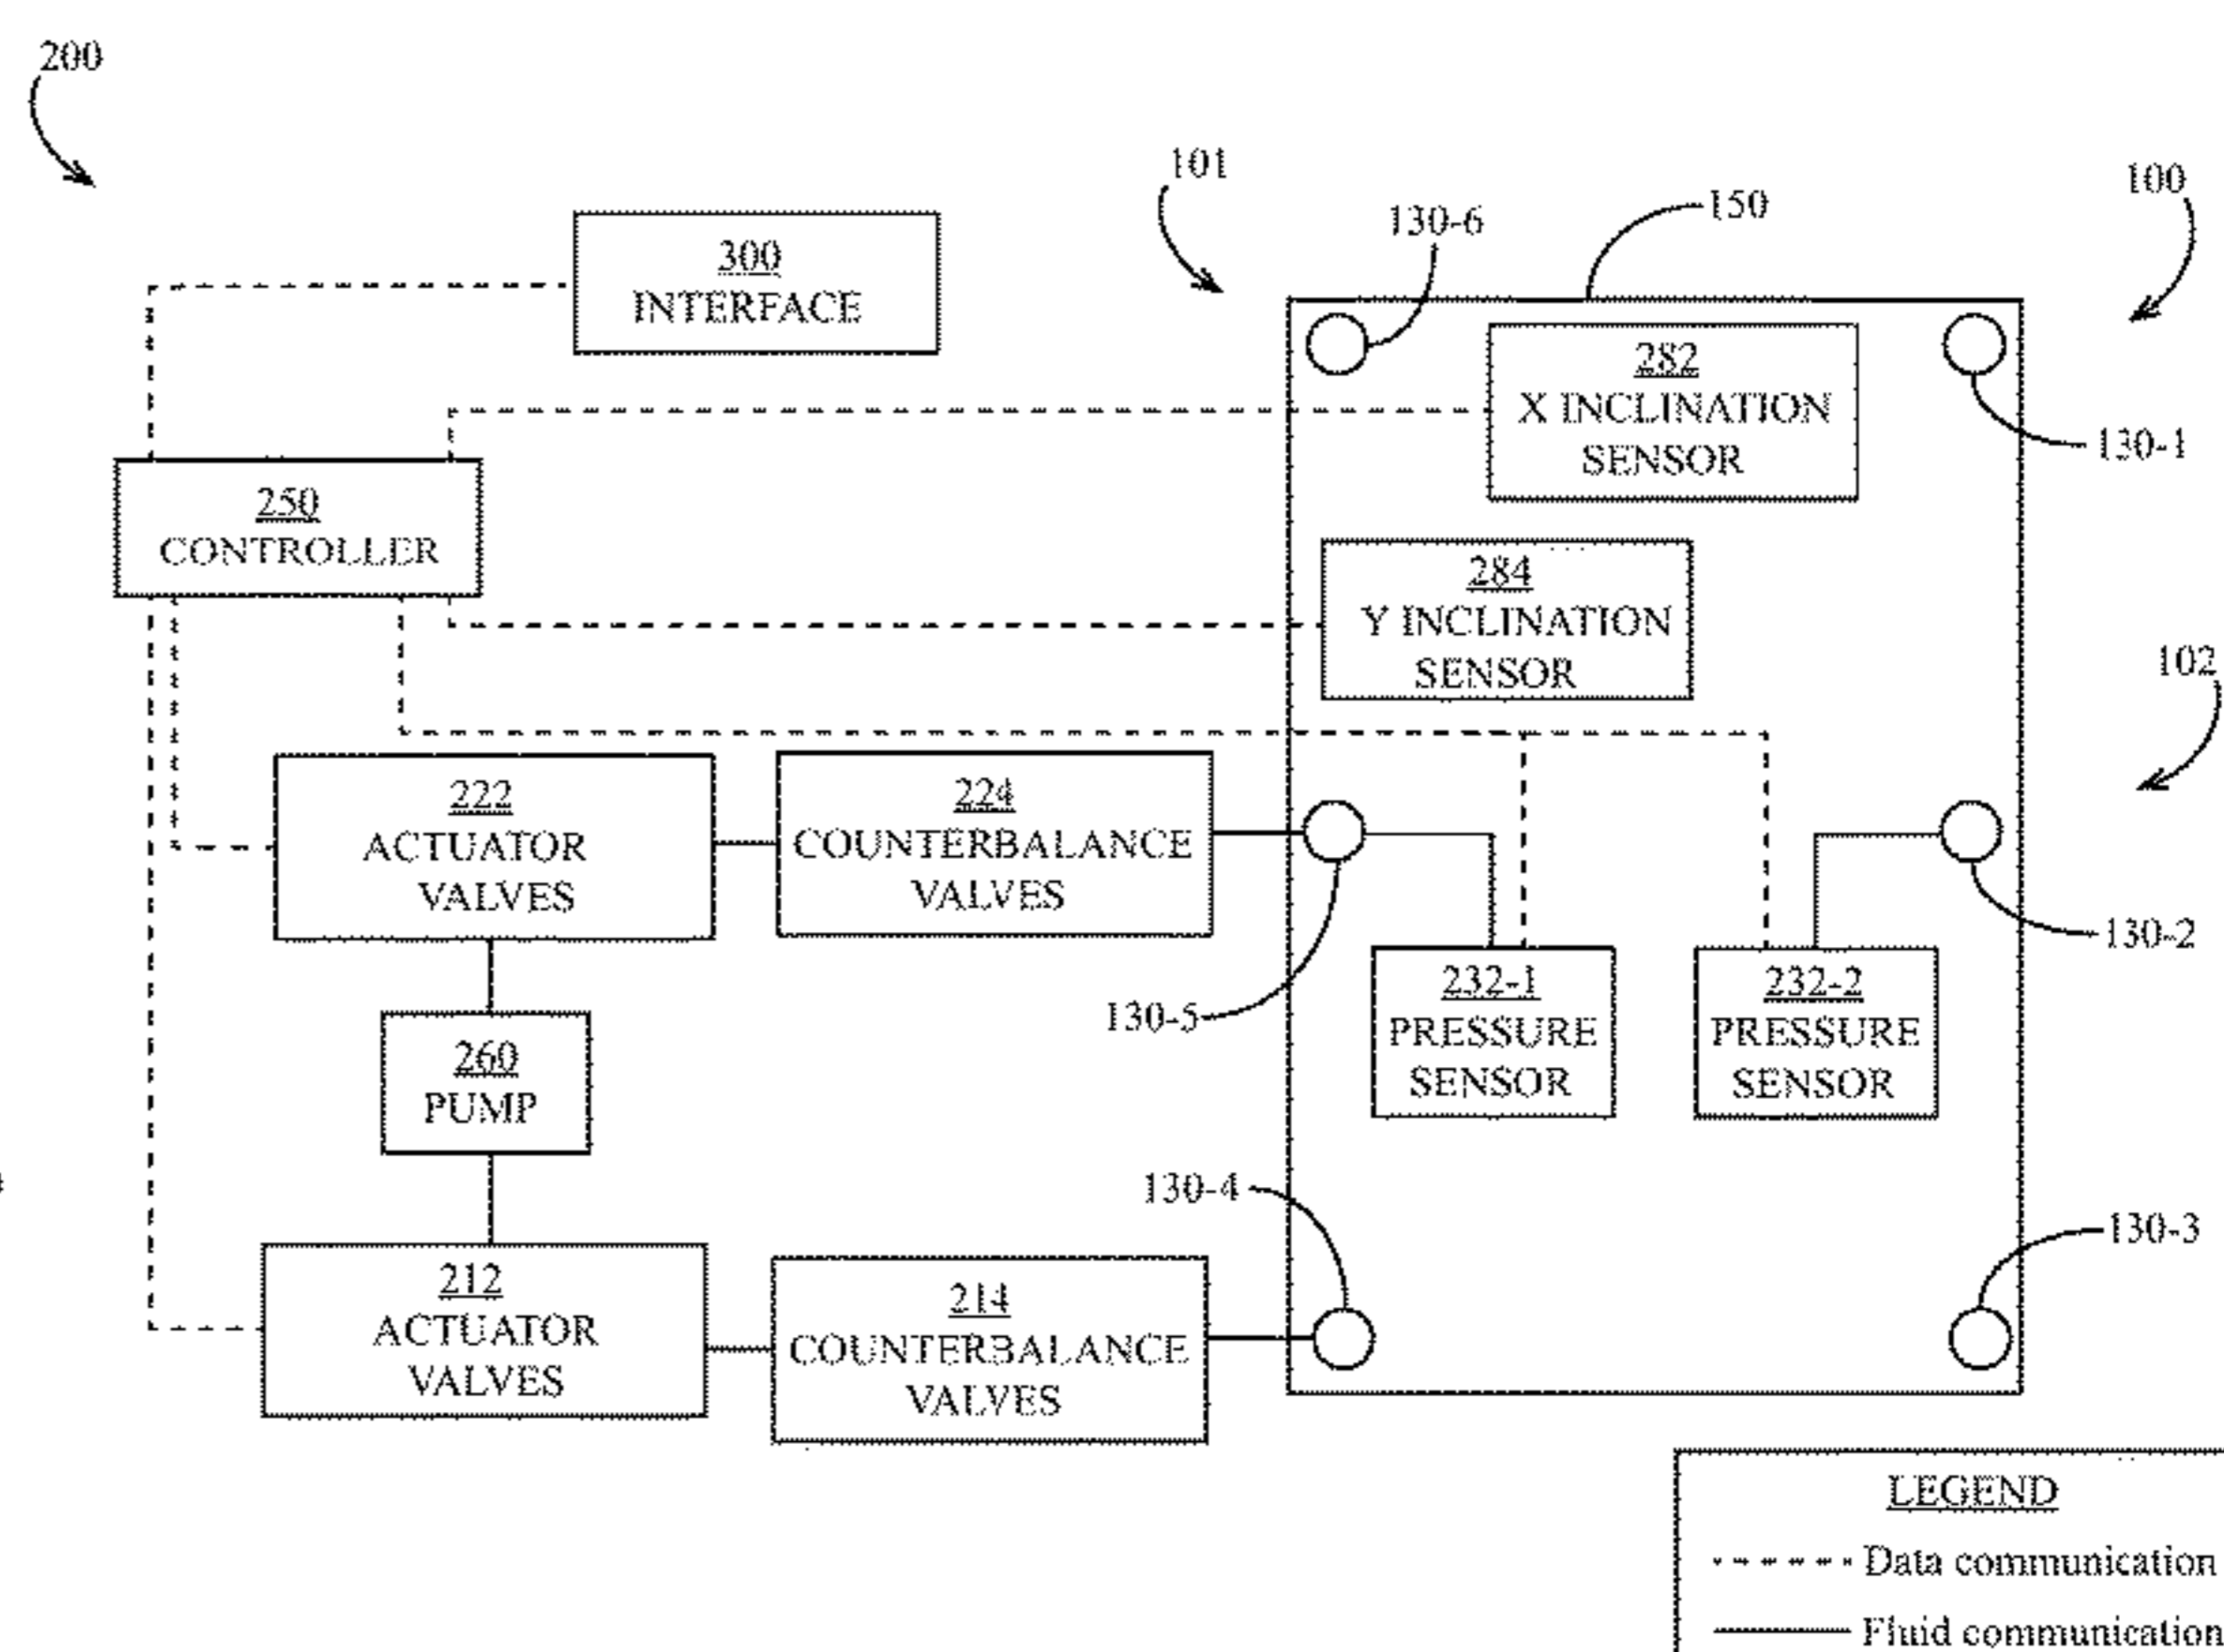 200
101
100
130-6
150
300
INTERFACE
282
X INCLINATION
SENSOR
130-1
250
CONTROLLER
284
Y INCLINATION
SENSOR
102
222
ACTUATOR
VALVES
224
COUNTERBALANCE
VALVES
130-2
130-5
232-1
PRESSURE
SENSOR
232-2
PRESSURE
SENSOR
260
PUMP
130-4
130-3
212
ACTUATOR
VALVES
214
COUNTERBALANCE
VALVES
LEGEND
Data communication
Fluid communication